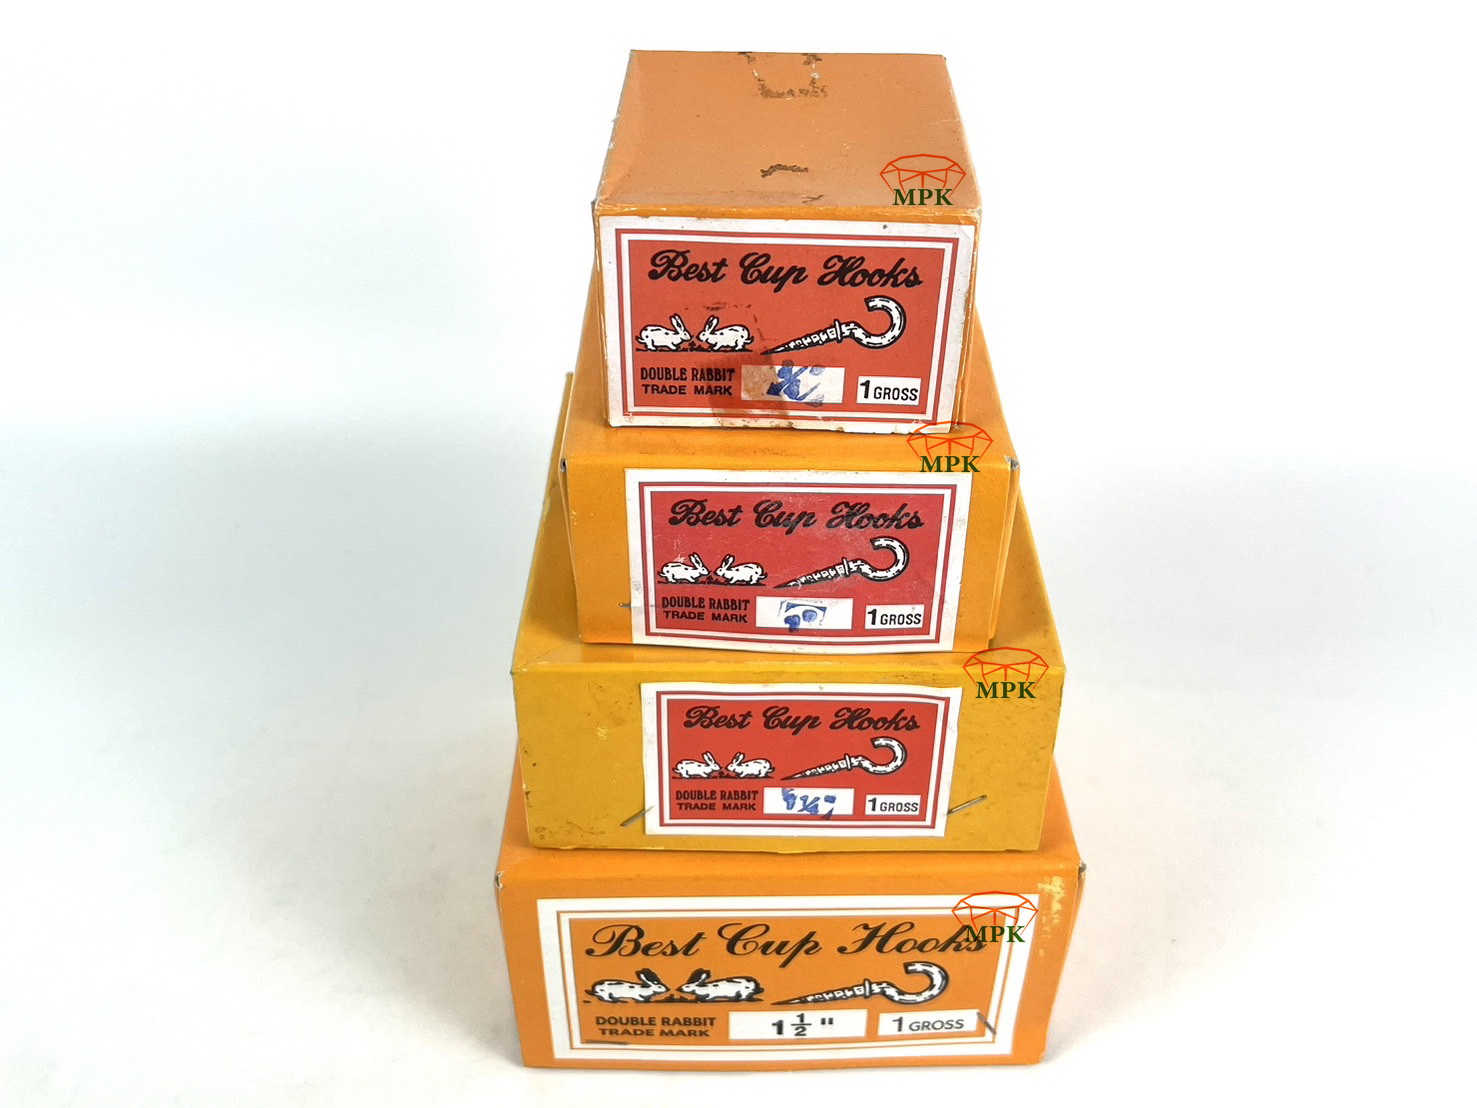 MPK
Best Cup Hooks
DOUBLE RABBIT
TRADE MARK
1 GROSS
MPK
Best Cup Hooks
DOUBLE RABBIT
TRADE MARK
1 GROSS
MPK
Best Cup Hooks
DOUBLE RABBIT
TRADE MARK
1 GROSS
MPK
Best Cup Hooks
DOUBLE RABBIT
TRADE MARK
1 1/2 "
1 GROSS